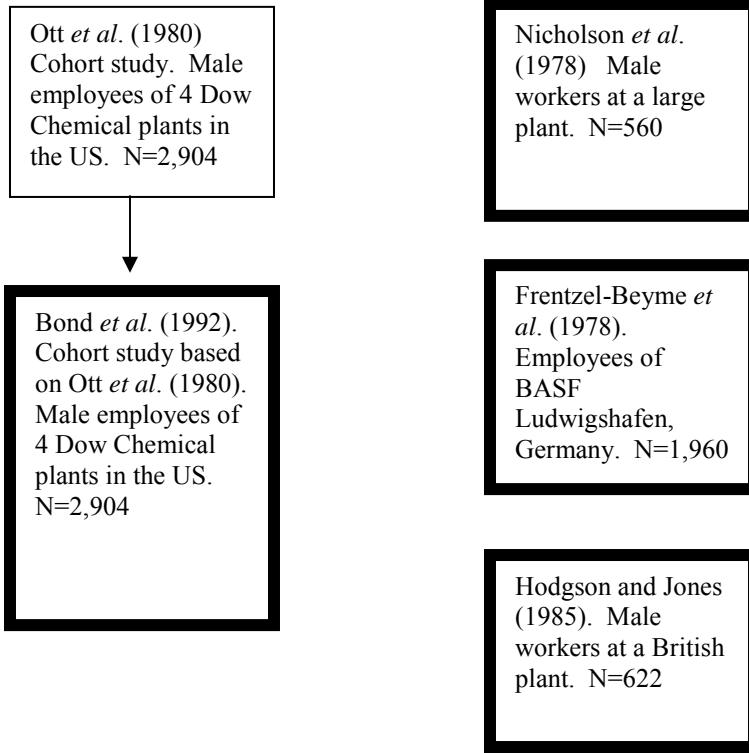 Ott et al. (1980)
Cohort study.  Male
employees of 4 Dow
Chemical plants in
the US.  N=2,904
Bond et al. (1992).
Cohort study based
on Ott et al. (1980).
Male employees of
4 Dow Chemical
plants in the US.
N=2,904
Nicholson et al.
(1978)   Male
workers at a large
plant.  N=560
Frentzel-Beyme et
al. (1978).
Employees of
BASF
Ludwigshafen,
Germany.  N=1,960
Hodgson and Jones
(1985).  Male
workers at a British
plant.  N=622